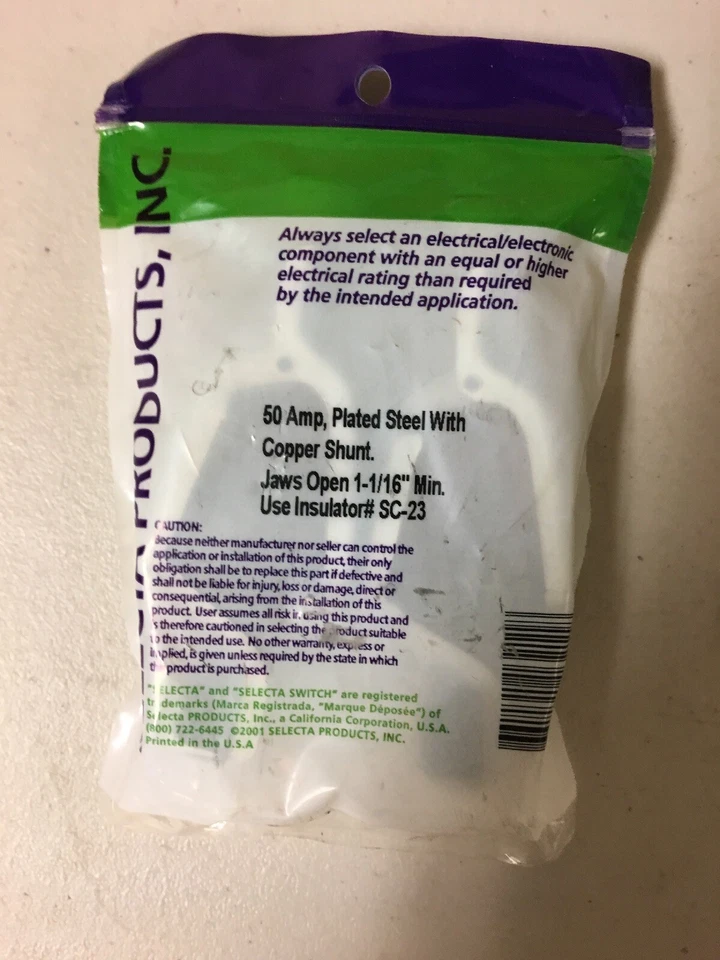 PRODUCTS, INC.
Always select an electrical/electronic
component with an equal or higher
electrical rating than required
by the intended application.
50 Amp, Plated Steel With
Copper Shunt.
Jaws Open 1-1/16" Min.
Use Insulator# SC-23
CAUTION:
Because neither manufacturer nor seller can control the
application or installation of this product, their only
obligation shall be to replace this part if defective and
shall not be liable for injury, loss or damage, direct or
consequential, arising from the installation of this
product. User assumes all risk in using this product and
is therefore cautioned in selecting the product suitable
to the intended use. No other warranty, express or
implied, is given unless required by the state in which
the product is purchased.
"SELECTA" and "SELECTA SWITCH" are registered
trademarks (Marca Registrada, "Marque Déposée") of
Selecta PRODUCTS, Inc., a California Corporation, U.S.A.
(800) 722-6445 ©2001 SELECTA PRODUCTS, INC.
Printed in the U.S.A